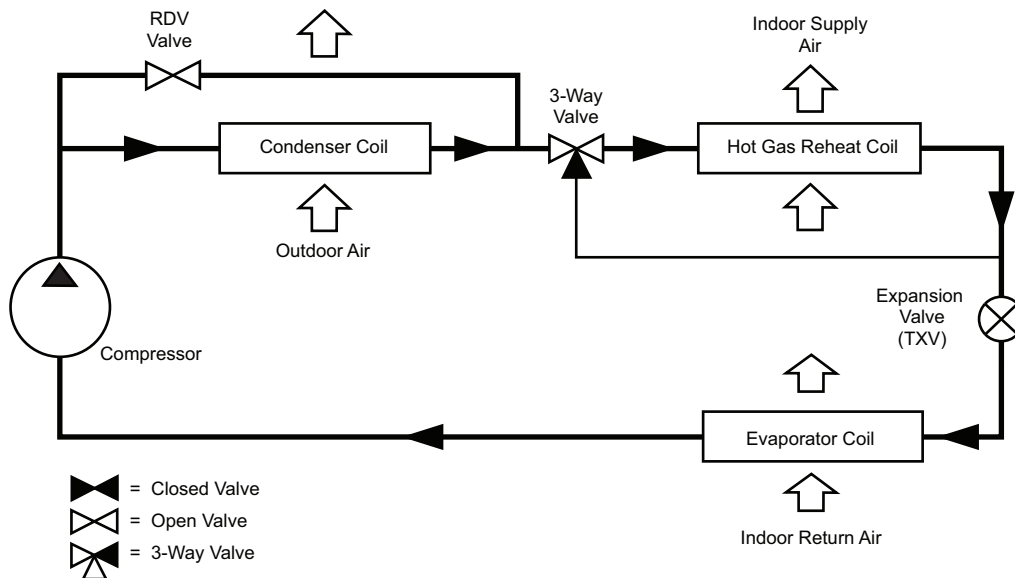 RDV
Valve
Indoor Supply
Air
3-Way
Valve
Condenser Coil
Hot Gas Reheat Coil
Outdoor Air
Expansion
Valve
(TXV)
Compressor
Evaporator Coil
= Closed Valve
= Open Valve
= 3-Way Valve
Indoor Return Air